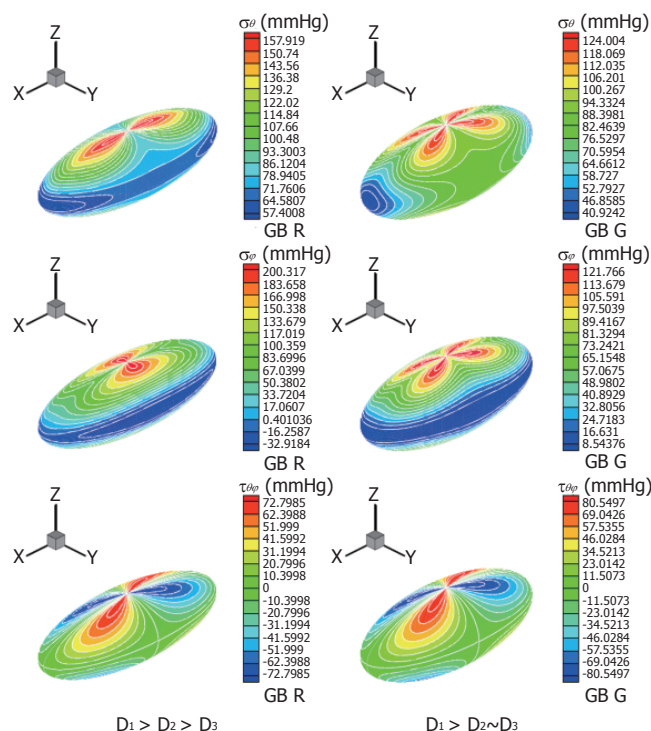 σθ (mmHg)
Z
X
Y
157.919
150.74
143.56
136.38
129.2
122.02
114.84
107.66
100.48
93.3003
86.1204
78.9405
71.7606
64.5807
57.4008
GB R
σθ (mmHg)
Z
X
Y
124.004
118.069
112.035
106.201
100.267
94.3324
88.3981
82.4639
76.5297
70.5954
64.6612
58.727
52.7927
46.8585
40.9242
GB G
σφ (mmHg)
Z
X
Y
200.317
183.658
166.998
150.338
133.679
117.019
100.359
83.6996
67.0399
50.3802
33.7204
17.0607
0.401036
-16.2587
-32.9184
GB R
σφ (mmHg)
Z
X
Y
121.766
113.679
105.591
97.5039
89.4167
81.3294
73.2421
65.1548
57.0675
48.9802
40.8929
32.8056
24.7183
16.631
8.54376
GB G
τθφ (mmHg)
Z
X
Y
72.7985
62.3988
51.999
41.5992
31.1994
20.7996
10.3998
0
-10.3998
-20.7996
-31.1994
-41.5992
-51.999
-62.3988
-72.7985
GB R
τθφ (mmHg)
Z
X
Y
80.5497
69.0426
57.5355
46.0284
34.5213
23.0142
11.5073
0
-11.5073
-23.0142
-34.5213
-46.0284
-57.5355
-69.0426
-80.5497
GB G
D1 > D2 > D3
D1 > D2~D3